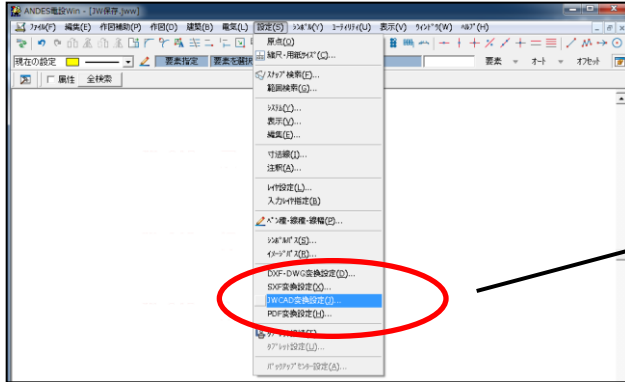 ANDES電設Win - [JW保存.jww]
ﾌｧｲﾙ(F) 編集(E) 作図補助(P) 作図(D) 建築(B) 電気(L) 設定(S) ｼﾝﾎﾞﾙ(Y) ﾕｰﾃｨﾘﾃｨ(U) 表示(V) ｳｨﾝﾄﾞｳ(W) ﾍﾙﾌﾟ(H)
現在の設定 要素指定 要素を選択 要素 ｵｰﾄ ｵﾌｾｯﾄ
属性 全検索
原点(O)
縮尺・用紙ｻｲｽﾞ(C)...
ｽﾅｯﾌﾟ検索(F)...
範囲検索(G)...
ｼｽﾃﾑ(Y)...
表示(V)...
編集(E)...
寸法線(I)...
注釈(A)...
ﾚｲﾔ設定(L)...
入力ﾚｲﾔ指定(B)
ﾍﾟﾝ種・線種・線幅(P)...
ｼﾝﾎﾞﾙﾊﾟｽ(S)...
ｲﾒｰｼﾞﾊﾟｽ(R)...
DXF-DWG変換設定(D)...
SXF変換設定(X)...
JWCAD変換設定(J)...
PDF変換設定(H)...
ﾀﾌﾞﾚｯﾄ設定(U)...
ﾊﾞｯｸｱｯﾌﾟｾﾝﾀｰ設定(A)...